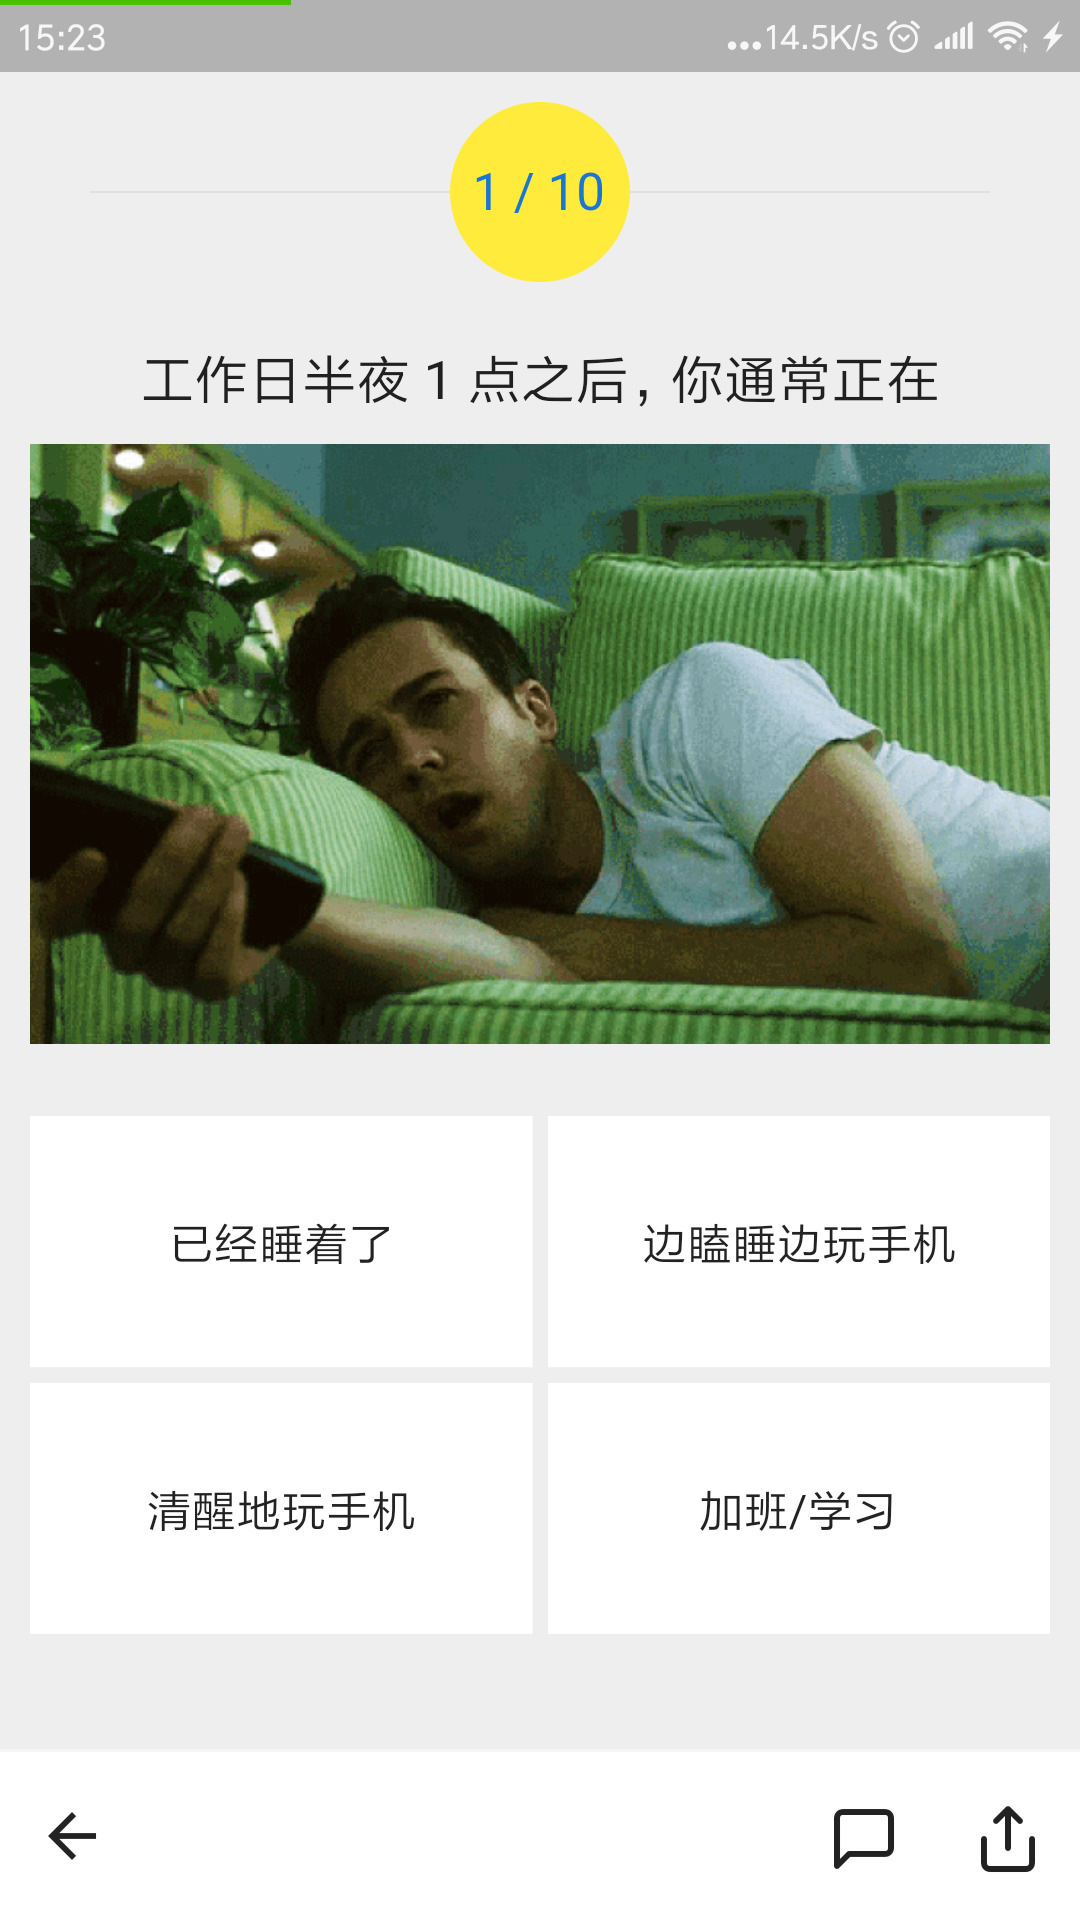 15:23
...14.5K/s
1 / 10
工作日半夜 1 点之后，你通常正在
已经睡着了
边瞌睡边玩手机
清醒地玩手机
加班/学习